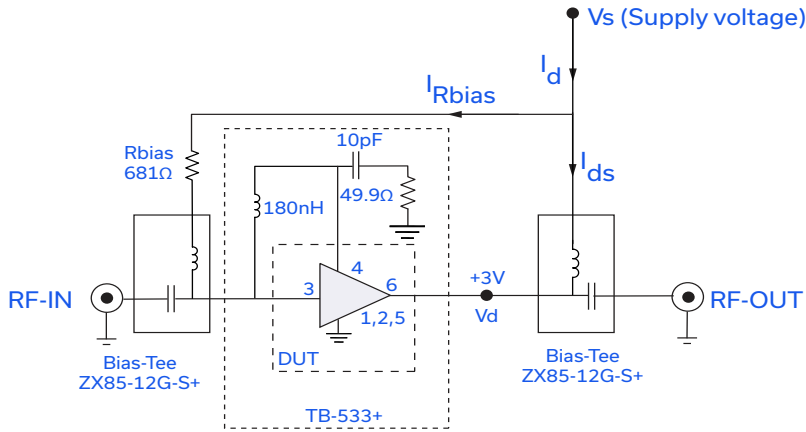 Vs (Supply voltage)
Id
IRbias
Ids
Rbias
681Ω
10pF
49.9Ω
180nH
4
3
6
1,2,5
DUT
TB-533+
RF-IN
Bias-Tee
ZX85-12G-S+
+3V
Vd
RF-OUT
Bias-Tee
ZX85-12G-S+